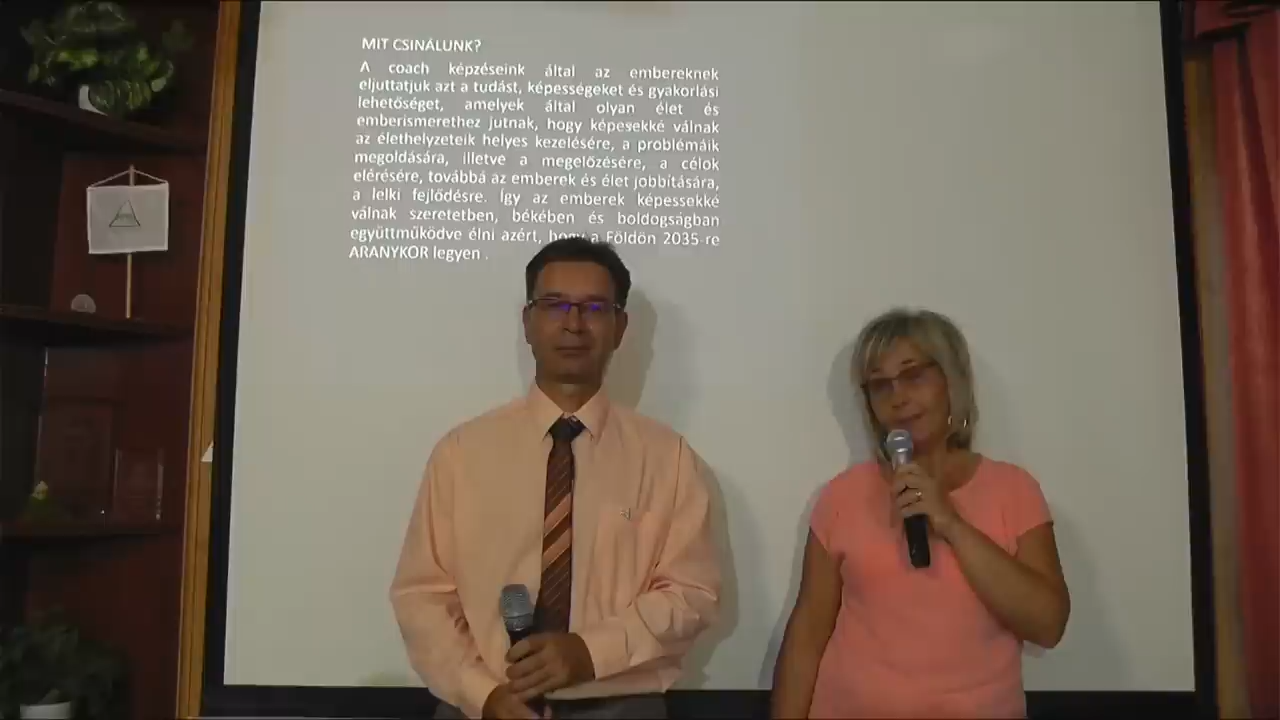 MIT CSINÁLUNK?
A coach képzéseink által az embereknek
eljuttatjuk azt a tudást, képességeket és gyakorlási
lehetőséget, amelyek által olyan élet és
emberismerethez jutnak, hogy képesekké válnak
az élethelyzeteik helyes kezelésére, a problémáik
megoldására, illetve a megelőzésére, a célok
elérésére, továbbá az emberek és élet jobbítására,
a lelki fejlődésre. Így az emberek képessekké
válnak szeretetben, békében és boldogságban
együttműködve élni azért, hogy a Földön 2035-re
ARANYKOR legyen .